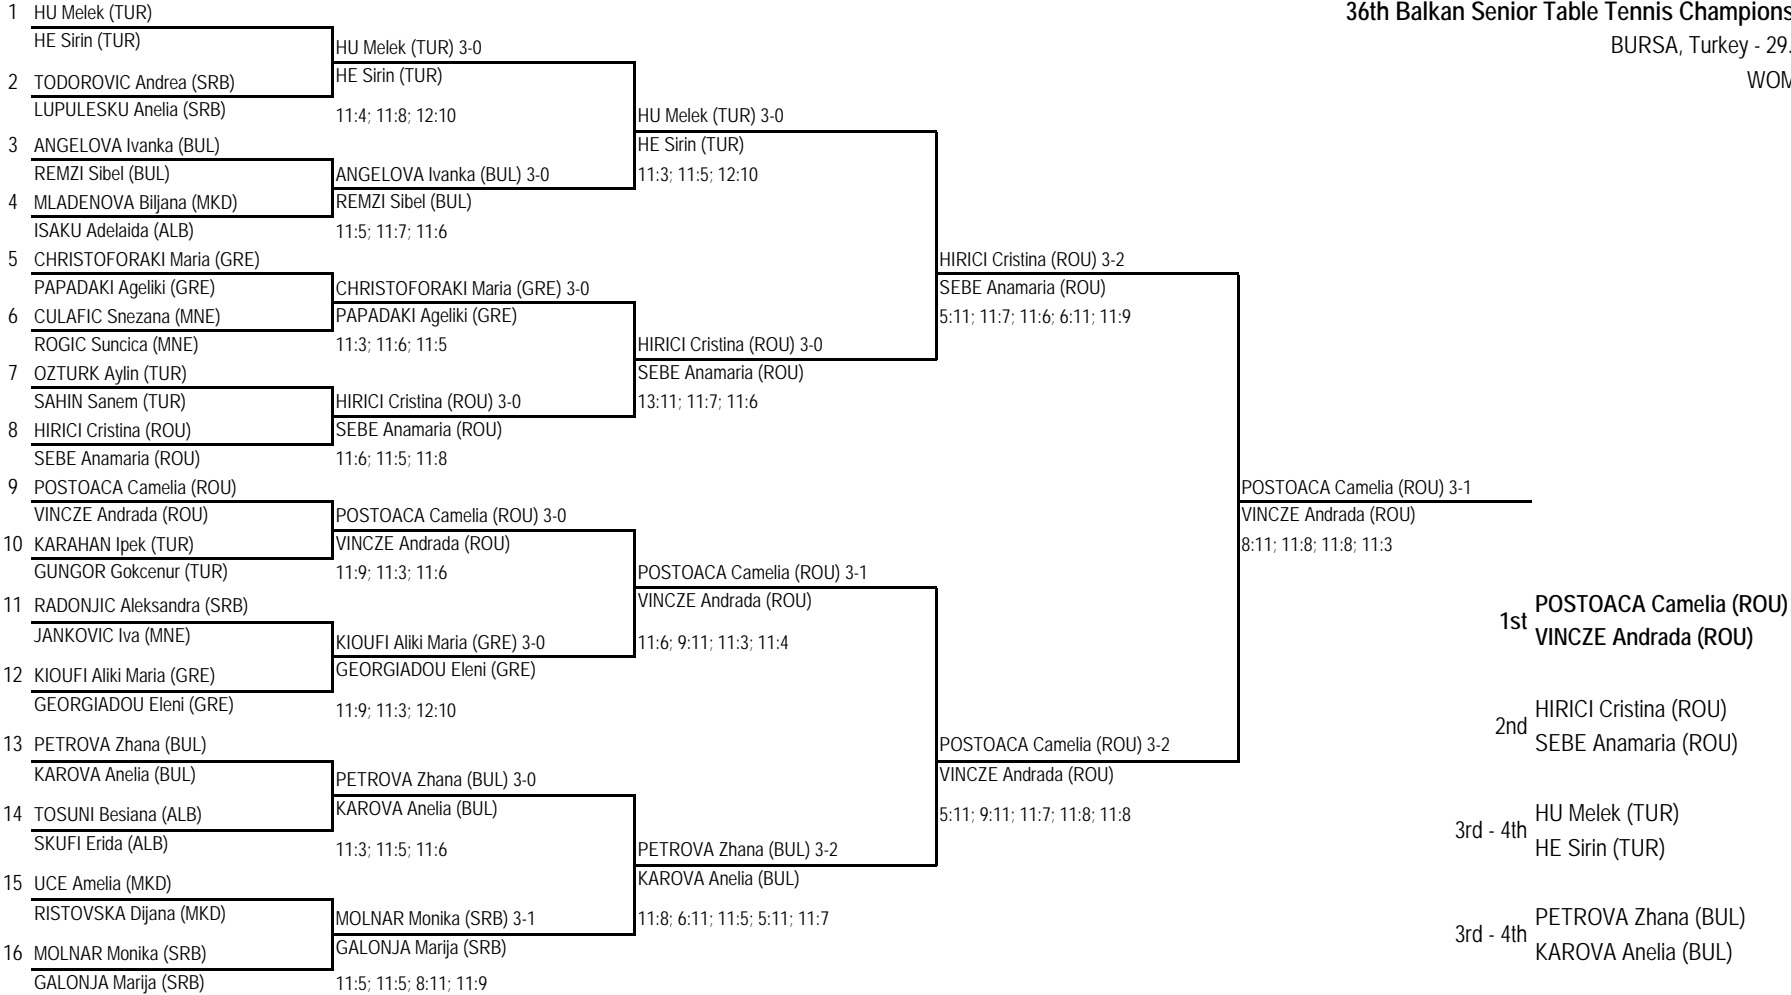 36th Balkan Senior Table Tennis Champions
BURSA, Turkey - 29.
WOM
1 HU Melek (TUR)
HE Sirin (TUR)
2 TODOROVIC Andrea (SRB)
LUPULESKU Anelia (SRB)
3 ANGELOVA Ivanka (BUL)
REMZI Sibel (BUL)
4 MLADENOVA Biljana (MKD)
ISAKU Adelaida (ALB)
5 CHRISTOFORAKI Maria (GRE)
PAPADAKI Ageliki (GRE)
6 CULAFIC Snezana (MNE)
ROGIC Suncica (MNE)
7 OZTURK Aylin (TUR)
SAHIN Sanem (TUR)
8 HIRICI Cristina (ROU)
SEBE Anamaria (ROU)
9 POSTOACA Camelia (ROU)
VINCZE Andrada (ROU)
10 KARAHAN Ipek (TUR)
GUNGOR Gokcenur (TUR)
11 RADONJIC Aleksandra (SRB)
JANKOVIC Iva (MNE)
12 KIOUFI Aliki Maria (GRE)
GEORGIADOU Eleni (GRE)
13 PETROVA Zhana (BUL)
KAROVA Anelia (BUL)
14 TOSUNI Besiana (ALB)
SKUFI Erida (ALB)
15 UCE Amelia (MKD)
RISTOVSKA Dijana (MKD)
16 MOLNAR Monika (SRB)
GALONJA Marija (SRB)
HU Melek (TUR) 3-0
HE Sirin (TUR)
11:4; 11:8; 12:10
ANGELOVA Ivanka (BUL) 3-0
REMZI Sibel (BUL)
11:5; 11:7; 11:6
CHRISTOFORAKI Maria (GRE) 3-0
PAPADAKI Ageliki (GRE)
11:3; 11:6; 11:5
HIRICI Cristina (ROU) 3-0
SEBE Anamaria (ROU)
11:6; 11:5; 11:8
POSTOACA Camelia (ROU) 3-0
VINCZE Andrada (ROU)
11:9; 11:3; 11:6
KIOUFI Aliki Maria (GRE) 3-0
GEORGIADOU Eleni (GRE)
11:9; 11:3; 12:10
PETROVA Zhana (BUL) 3-0
KAROVA Anelia (BUL)
11:3; 11:5; 11:6
MOLNAR Monika (SRB) 3-1
GALONJA Marija (SRB)
11:5; 11:5; 8:11; 11:9
HU Melek (TUR) 3-0
HE Sirin (TUR)
11:3; 11:5; 12:10
HIRICI Cristina (ROU) 3-0
SEBE Anamaria (ROU)
13:11; 11:7; 11:6
POSTOACA Camelia (ROU) 3-1
VINCZE Andrada (ROU)
11:6; 9:11; 11:3; 11:4
PETROVA Zhana (BUL) 3-2
KAROVA Anelia (BUL)
11:8; 6:11; 11:5; 5:11; 11:7
HIRICI Cristina (ROU) 3-2
SEBE Anamaria (ROU)
5:11; 11:7; 11:6; 6:11; 11:9
POSTOACA Camelia (ROU) 3-2
VINCZE Andrada (ROU)
5:11; 9:11; 11:7; 11:8; 11:8
POSTOACA Camelia (ROU) 3-1
VINCZE Andrada (ROU)
8:11; 11:8; 11:8; 11:3
1st POSTOACA Camelia (ROU)
VINCZE Andrada (ROU)
2nd HIRICI Cristina (ROU)
SEBE Anamaria (ROU)
3rd - 4th HU Melek (TUR)
HE Sirin (TUR)
3rd - 4th PETROVA Zhana (BUL)
KAROVA Anelia (BUL)